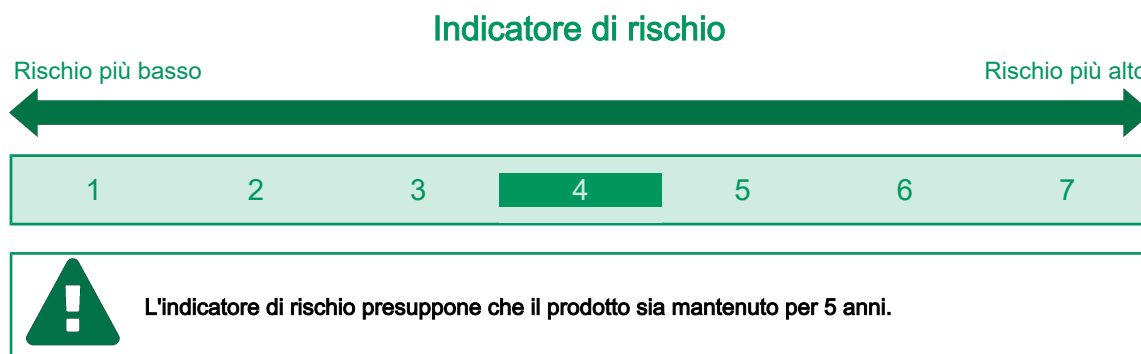 Indicatore di rischio
Rischio più basso Rischio più alto
1 2 3 4 5 6 7
L'indicatore di rischio presuppone che il prodotto sia mantenuto per 5 anni.